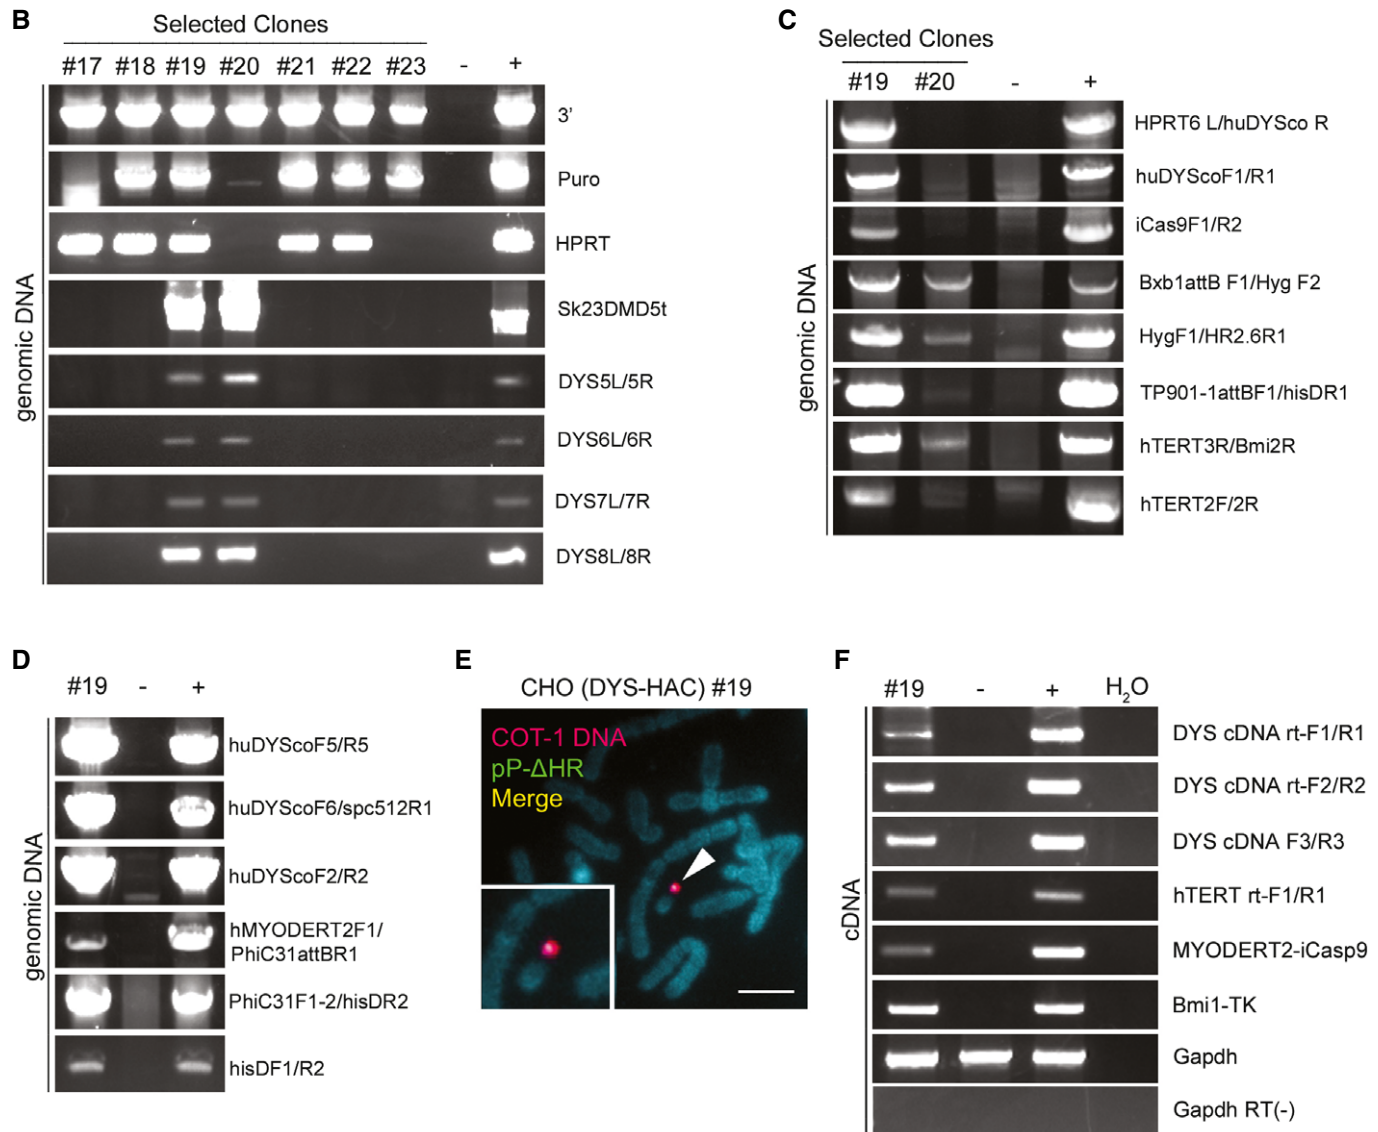 B
Selected Clones
#17 #18 #19 #20 #21 #22 #23 - +
3'
Puro
HPRT
Sk23DMD5t
DYS5L/5R
DYS6L/6R
DYS7L/7R
DYS8L/8R
genomic DNA
C
Selected Clones
#19 #20 - +
HPRT6 L/huDYSco R
huDYScoF1/R1
iCas9F1/R2
Bxb1attB F1/Hyg F2
HygF1/HR2.6R1
TP901-1attBF1/hisDR1
hTERT3R/Bmi2R
hTERT2F/2R
genomic DNA
D
#19 - +
huDYScoF5/R5
huDYScoF6/spc512R1
huDYScoF2/R2
hMYODERT2F1/
PhiC31attBR1
PhiC31F1-2/hisDR2
hisDF1/R2
genomic DNA
E
CHO (DYS-HAC) #19
COT-1 DNA
pP-ΔHR
Merge
F
#19 - + H₂O
DYS cDNA rt-F1/R1
DYS cDNA rt-F2/R2
DYS cDNA F3/R3
hTERT rt-F1/R1
MYODERT2-iCasp9
Bmi1-TK
Gapdh
Gapdh RT(-)
cDNA